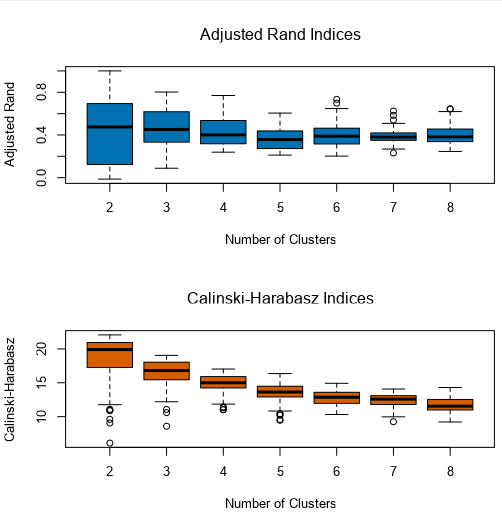 Adjusted Rand Indices
Adjusted Rand
0.8
0.4
0.0
2 3 4 5 6 7 8
Number of Clusters
Calinski-Harabasz Indices
Calinski-Harabasz
20
15
10
2 3 4 5 6 7 8
Number of Clusters